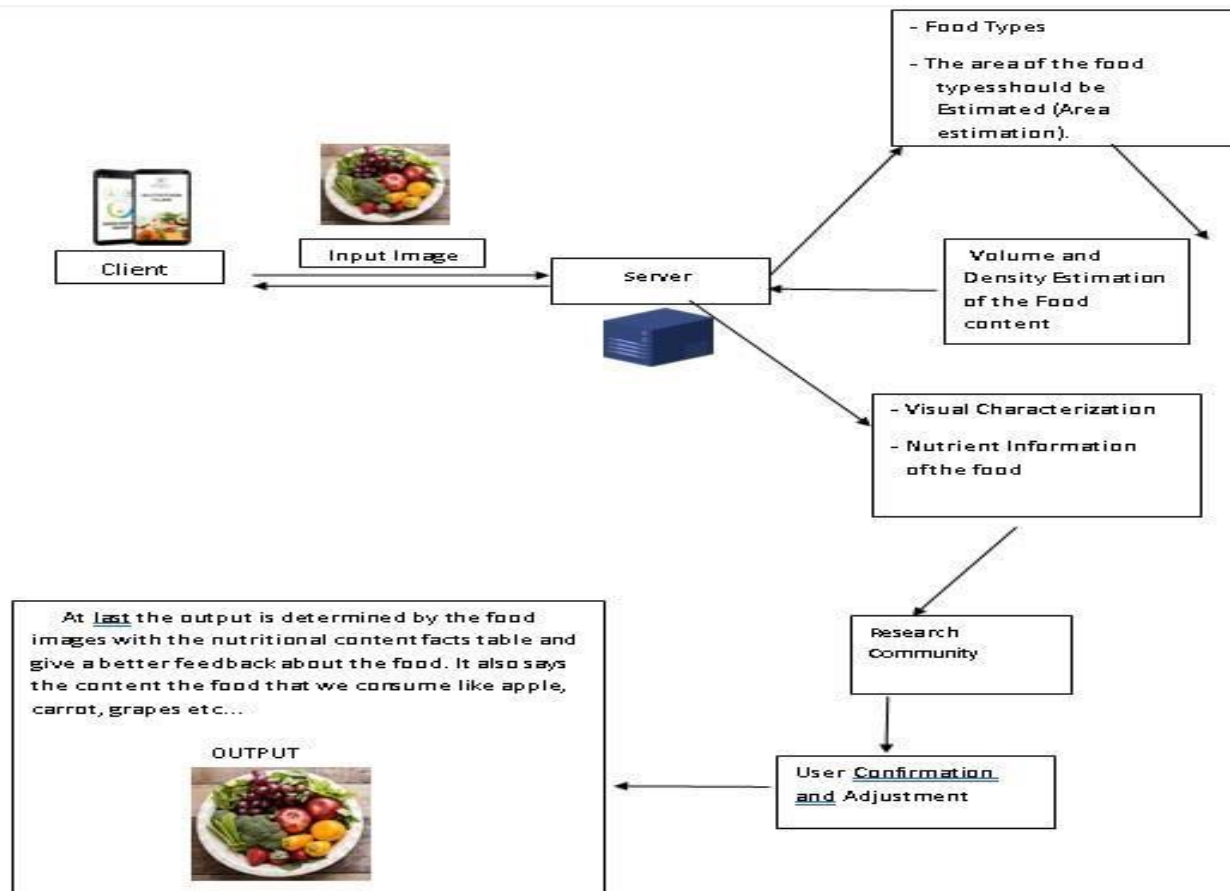 - Food Types
- The area of the food
typesshould be
Estimated (Area
estimation).
Client
Input Image
Server
Volume and
Density Estimation
of the Food
content
- Visual Characterization
- Nutrient Information
ofthe food
Research
Community
User Confirmation
and Adjustment
At last the output is determined by the food
images with the nutritional content facts table and
give a better feedback about the food. It also says
the content the food that we consume like apple,
carrot, grapes etc...
OUTPUT